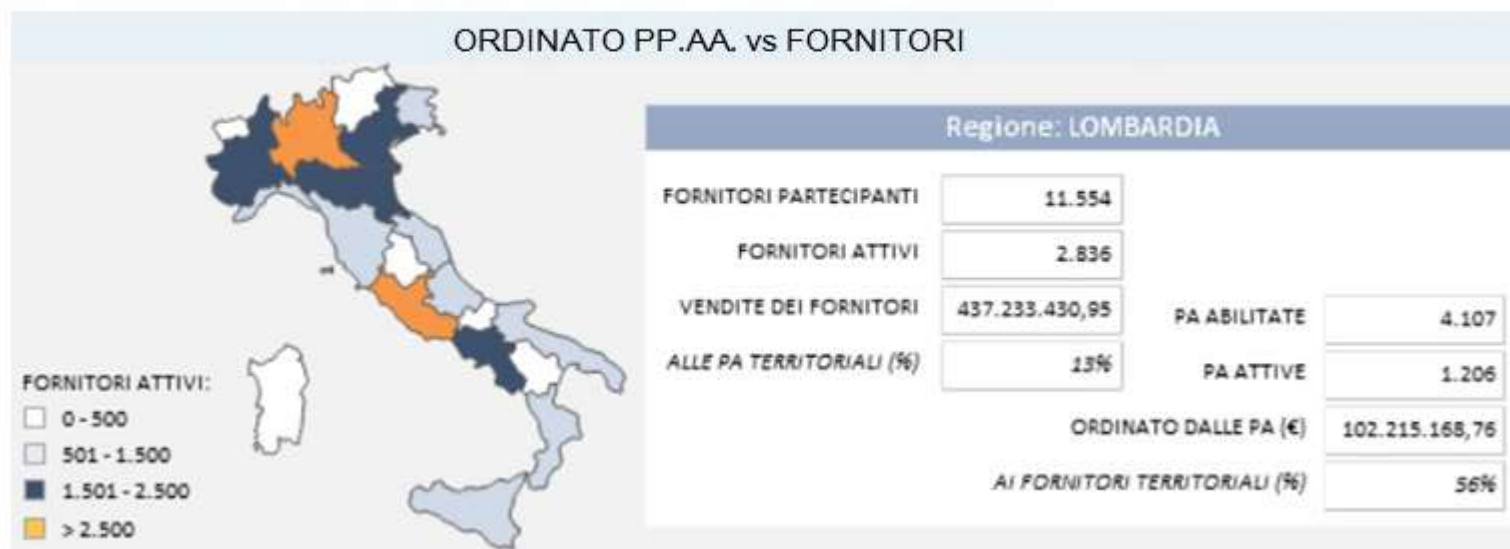 ORDINATO PP.AA. vs FORNITORI
Regione: LOMBARDIA
FORNITORI PARTECIPANTI 11.554
FORNITORI ATTIVI 2.836
VENDITE DEI FORNITORI 437.233.430,95
ALLE PA TERRITORIALI (%) 13%
PA ABILITATE 4.107
PA ATTIVE 1.206
ORDINATO DALLE PA (€) 102.215.168,76
AI FORNITORI TERRITORIALI (%) 56%
FORNITORI ATTIVI:
0 - 500
501 - 1.500
1.501 - 2.500
> 2.500